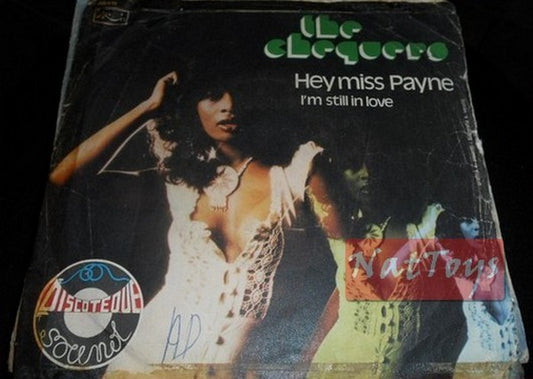 the
chequers
Hey miss Payne
I'm still in love
NatToys
DISCOTEQUE
sound